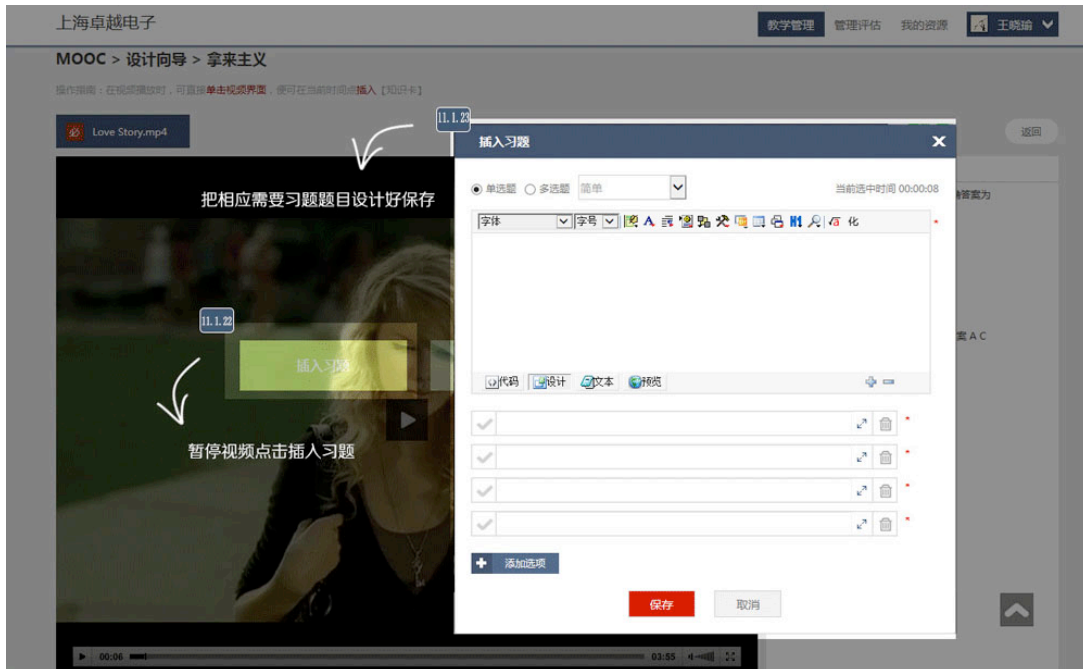 上海卓越电子
教学管理 管理评估 我的资源 王晓瑜
MOOC > 设计向导 > 拿来主义
操作指南：在视频播放时，可直接单击视频界面，便可在当前时间点插入【知识卡】
Love Story.mp4
返回
11.1.23
插入习题
把相应需要习题题目设计好保存
单选题 多选题 简单
当前选中时间 00:00:08
答案为
字体 字号
11.1.22
插入习题
案 A C
代码 设计 文本 预览
暂停视频点击插入习题
添加选项
保存 取消
00:06
03:55